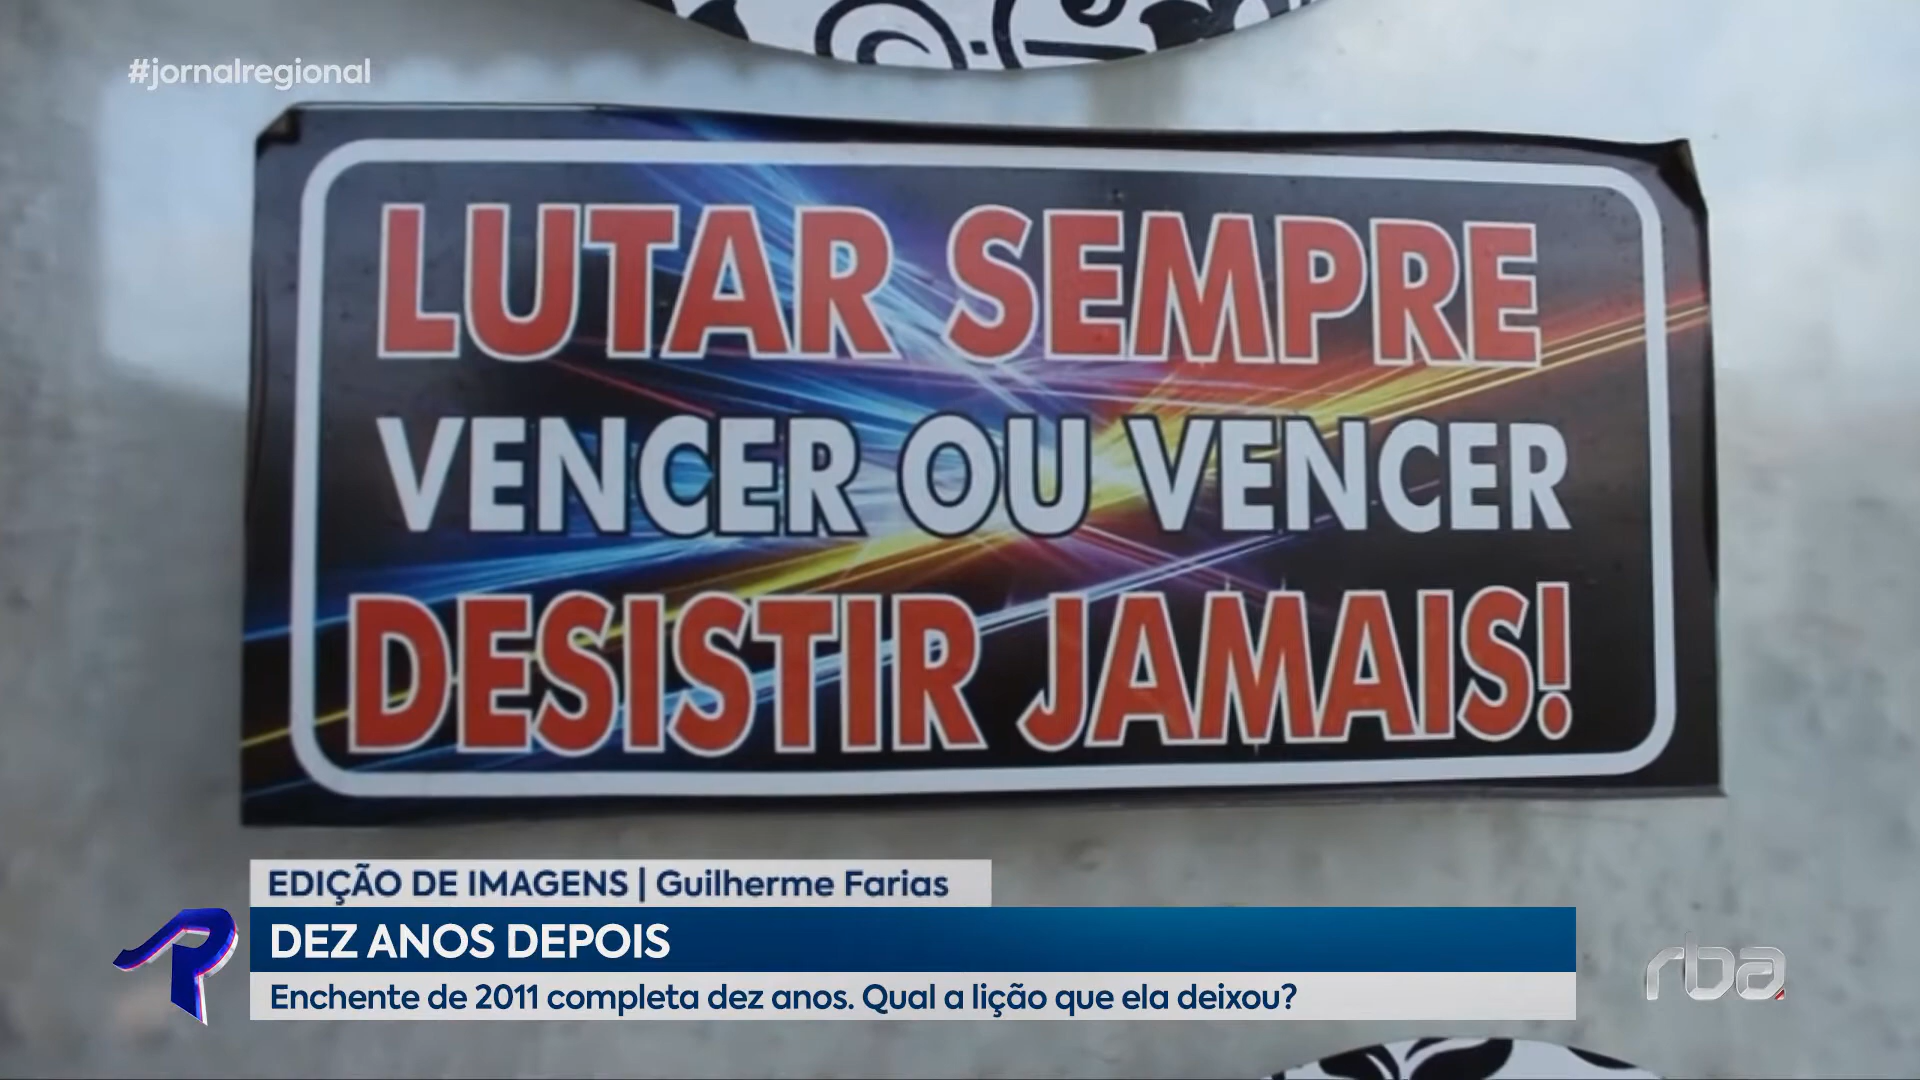 #jornalregional
LUTAR SEMPRE
VENCER OU VENCER
DESISTIR JAMAIS!
EDIÇÃO DE IMAGENS | Guilherme Farias
DEZ ANOS DEPOIS
Enchente de 2011 completa dez anos. Qual a lição que ela deixou?
rba